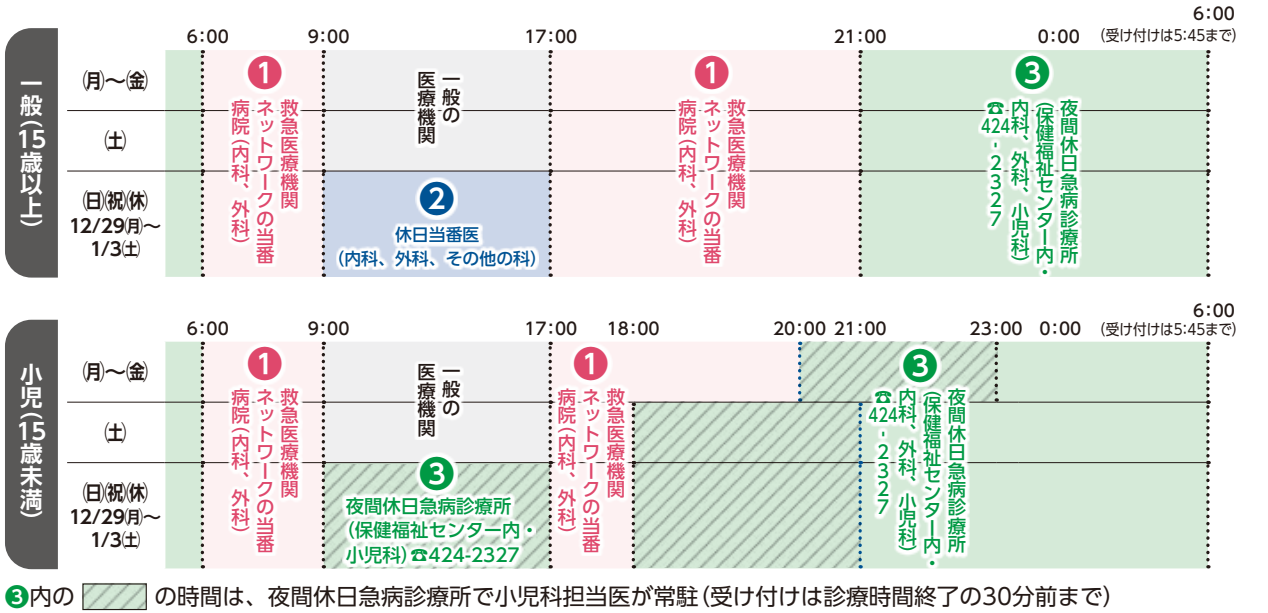 一般(15歳以上)
6:00
9:00
17:00
21:00
0:00
6:00
(受け付けは5:45まで)
㈪〜㈮
㈯
㈰㈷㉁
12/29㈪〜
1/3㈯
❶
救急医療機関
ネットワークの当番
病院(内科、外科)
一般の
医療機関
❷
休日当番医
(内科、外科、その他の科)
❶
救急医療機関
ネットワークの当番
病院(内科、外科)
❸
夜間休日急病診療所
(保健福祉センター内・
内科、外科、小児科)
☎424-2327
小児(15歳未満)
6:00
9:00
17:00
18:00
20:00
21:00
23:00
0:00
6:00
(受け付けは5:45まで)
㈪〜㈮
㈯
㈰㈷㉁
12/29㈪〜
1/3㈯
❶
救急医療機関
ネットワークの当番
病院(内科、外科)
一般の
医療機関
❸
夜間休日急病診療所
(保健福祉センター内・
小児科)☎424-2327
❶
救急医療機関
ネットワークの当番
病院(内科、外科)
❸
夜間休日急病診療所
(保健福祉センター内・
内科、外科、小児科)
☎424-2327
❸内の の時間は、夜間休日急病診療所で小児科担当医が常駐(受け付けは診療時間終了の30分前まで)